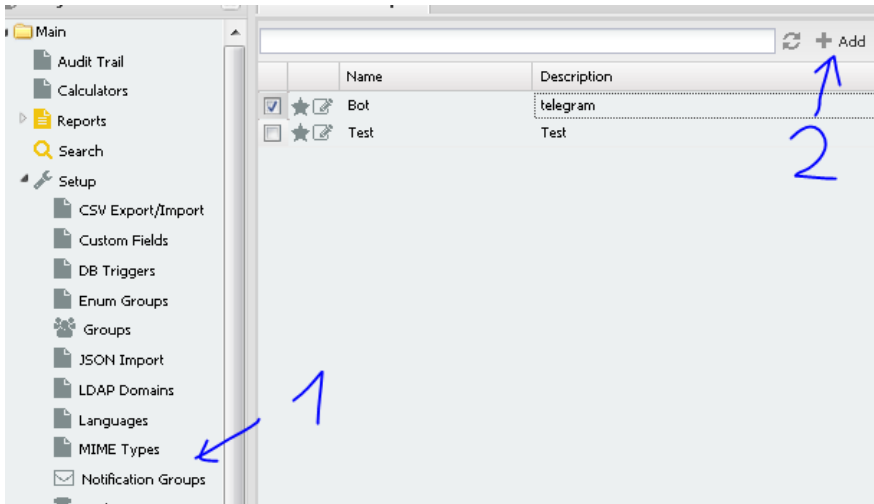 Main
Add
Audit Trail
Name Description
Calculators
Bot telegram
Reports
Test Test
Search
2
Setup
CSV Export/Import
Custom Fields
DB Triggers
Enum Groups
Groups
JSON Import
LDAP Domains
1
Languages
MIME Types
Notification Groups